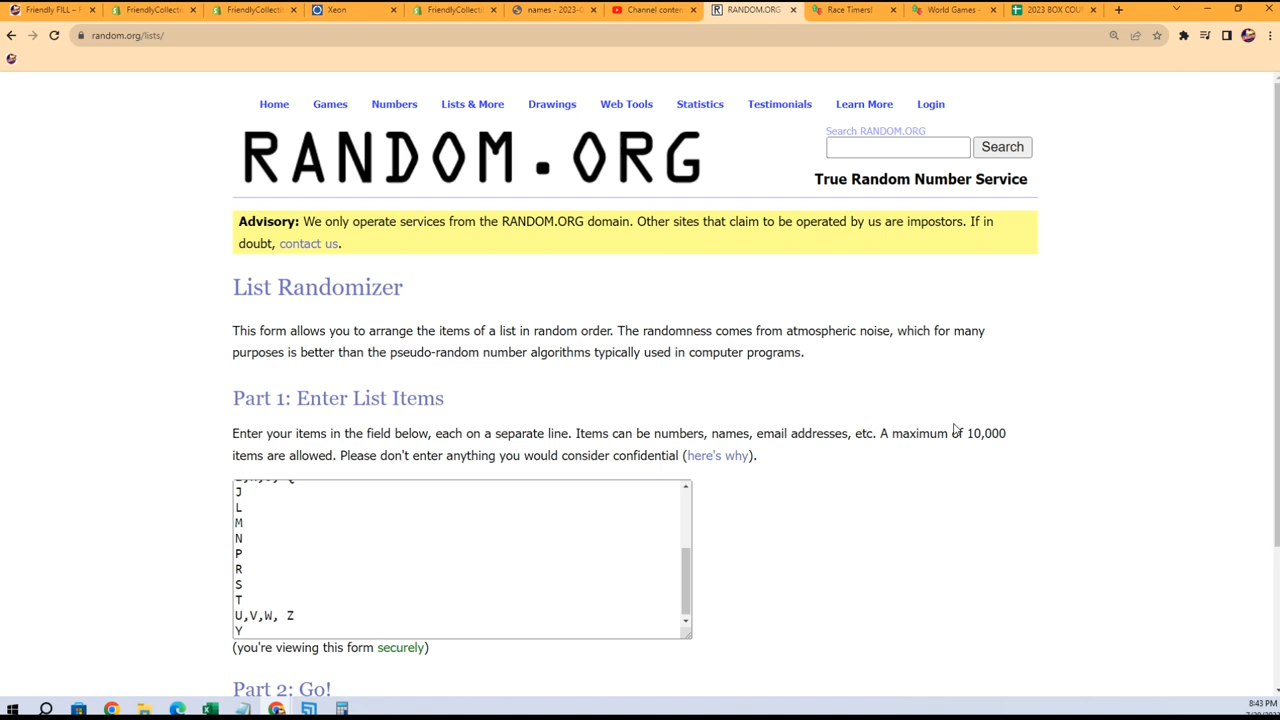 Friendly FILL - F
FriendlyCollecti
FriendlyCollecti
Xeon
FriendlyCollecti
names - 2023-0
Channel content
RANDOM.ORG
Race Timers!
World Games -
2023 BOX COU
random.org/lists/
Home Games Numbers Lists & More Drawings Web Tools Statistics Testimonials Learn More Login
RANDOM.ORG
Search RANDOM.ORG
Search
True Random Number Service
Advisory: We only operate services from the RANDOM.ORG domain. Other sites that claim to be operated by us are impostors. If in
doubt, contact us.
List Randomizer
This form allows you to arrange the items of a list in random order. The randomness comes from atmospheric noise, which for many
purposes is better than the pseudo-random number algorithms typically used in computer programs.
Part 1: Enter List Items
Enter your items in the field below, each on a separate line. Items can be numbers, names, email addresses, etc. A maximum of 10,000
items are allowed. Please don't enter anything you would consider confidential (here's why).
J
L
M
N
P
R
S
T
U,V,W, Z
Y
(you're viewing this form securely)
Part 2: Go!
8:43 PM